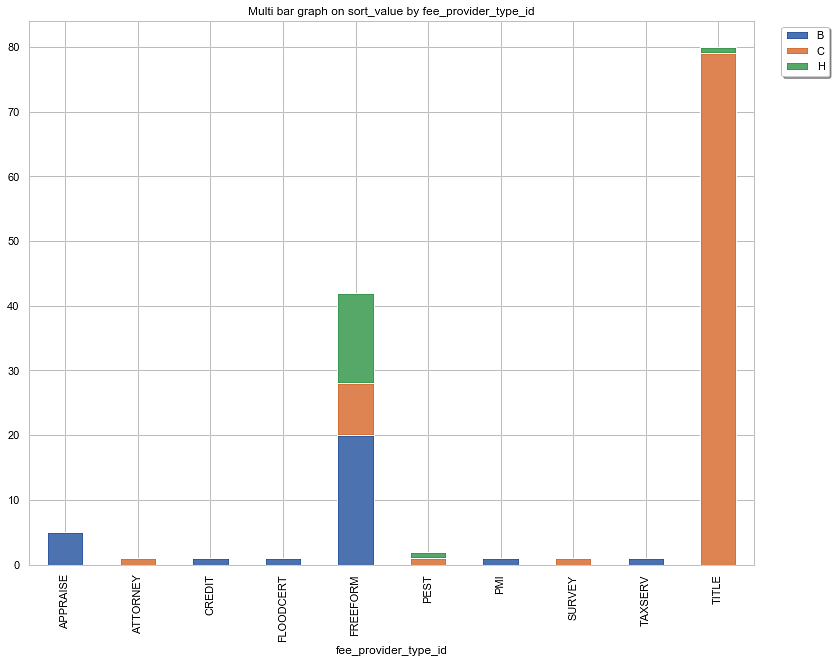 Multi bar graph on sort_value by fee_provider_type_id
B
C
H
80
70
60
50
40
30
20
10
0
APPRAISE
ATTORNEY
CREDIT
FLOODCERT
FREEFORM
PEST
PMI
SURVEY
TAXSERV
TITLE
fee_provider_type_id